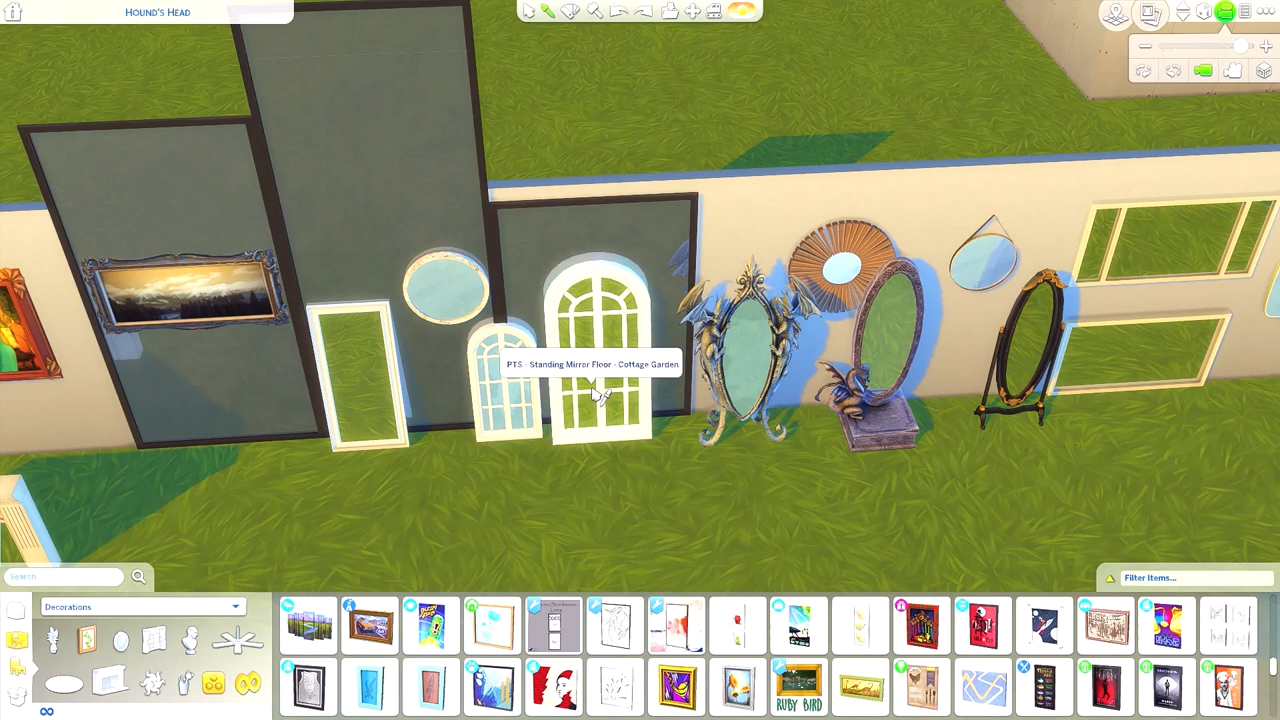 Hound's Head
PTS - Standing Mirror Floor - Cottage Garden
Search
Filter Items...
Decorations
RUBY BIRD